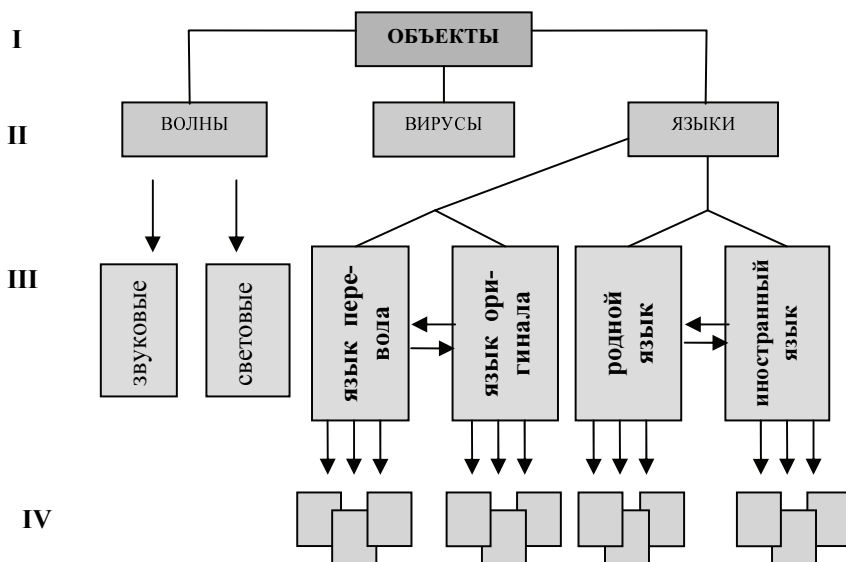 I
ОБЪЕКТЫ
II
ВОЛНЫ
ВИРУСЫ
ЯЗЫКИ
III
звуковые
световые
язык пере-
вода
язык ори-
гинала
родной
язык
иностранный
язык
IV